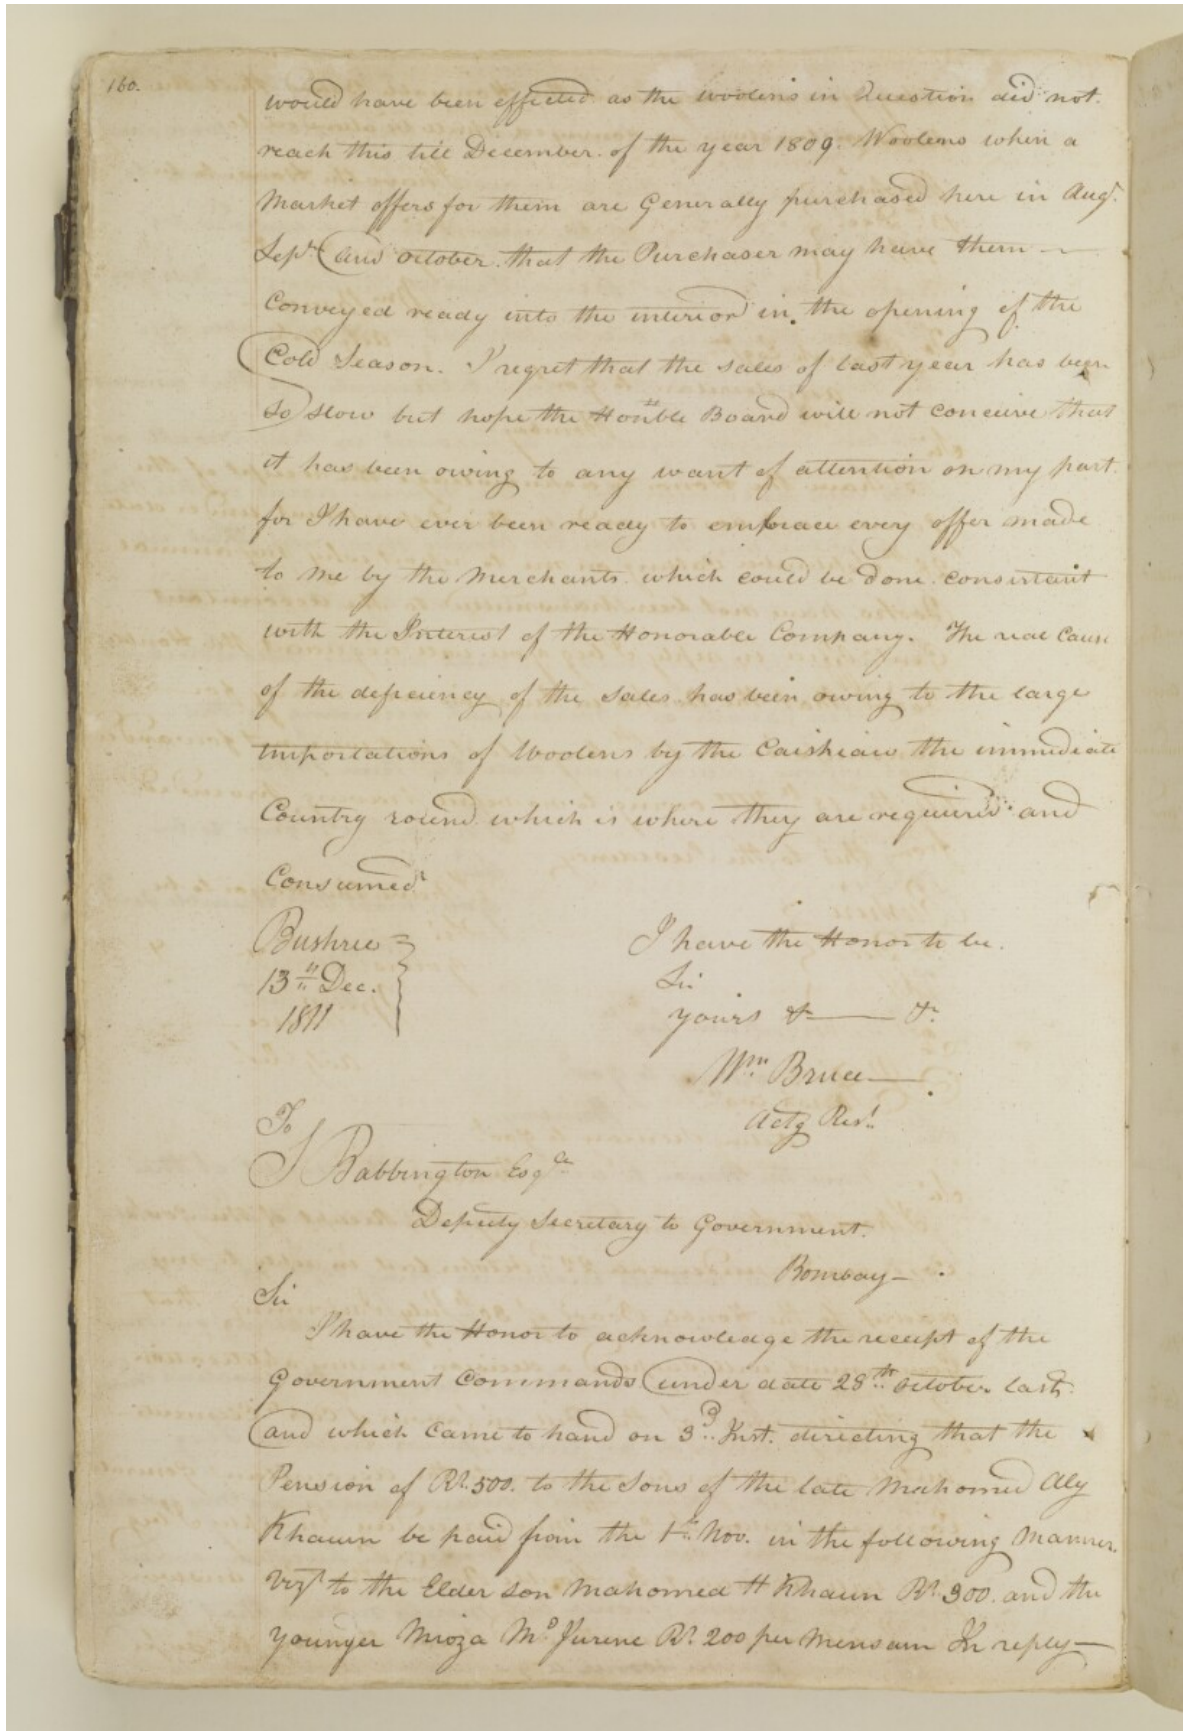 160.
would have been effected as the woolens in Question did not
reach this till December of the year 1809. Woolens when a
Market offers for them are Generally purchased here in Augt.
Sept. and October that the Purchaser may have them —
Conveyed ready into the interior in the opening of the
Cold Season. I regret that the sales of last year has been
so slow but hope the Honble Board will not conceive that
it has been owing to any want of attention on my part
for I have ever been ready to embrace every offer made
to me by the Merchants which could be done consistant
with the Interest of the Honorable Company. The real Cause
of the deficiency of the sales has been owing to the large
importations of Woolens by the the immediate
Country round which is where they are required and
Consumed
Bushire
13th Dec.
1811
I have the Honor to be.
Sir
yours &c —— &c
Wm Bruce
Actg Rest.
To
J Babbington Esqre
Deputy Secretary to Government.
Bombay —
Sir
I have the Honor to acknowledge the receipt of the
Government Commands under date 28th October last
and which Came to hand on 3d Inst. directing that the
Pension of Rs. 500. to the Sons of the late Mahomed Aly
Khaun be paid from the 1st Nov. in the following Manner.
Vizt to the Elder son Mahomed H Khaun Rs. 300. and the
younger Mirza Md Rs. 200 per Mensum In reply —